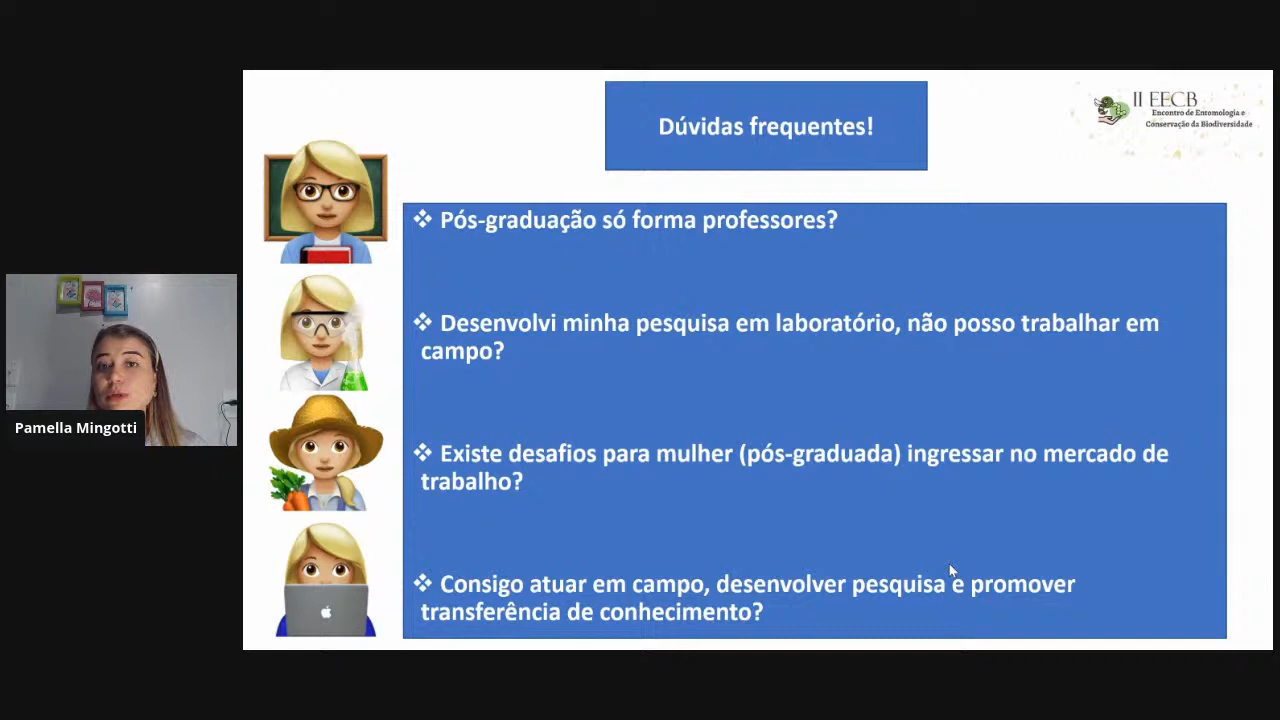 Dúvidas frequentes!
II EECB
Encontro de Entomologia e
Conservação da Biodiversidade
❖ Pós-graduação só forma professores?
❖ Desenvolvi minha pesquisa em laboratório, não posso trabalhar em
campo?
❖ Existe desafios para mulher (pós-graduada) ingressar no mercado de
trabalho?
❖ Consigo atuar em campo, desenvolver pesquisa e promover
transferência de conhecimento?
Pamella Mingotti